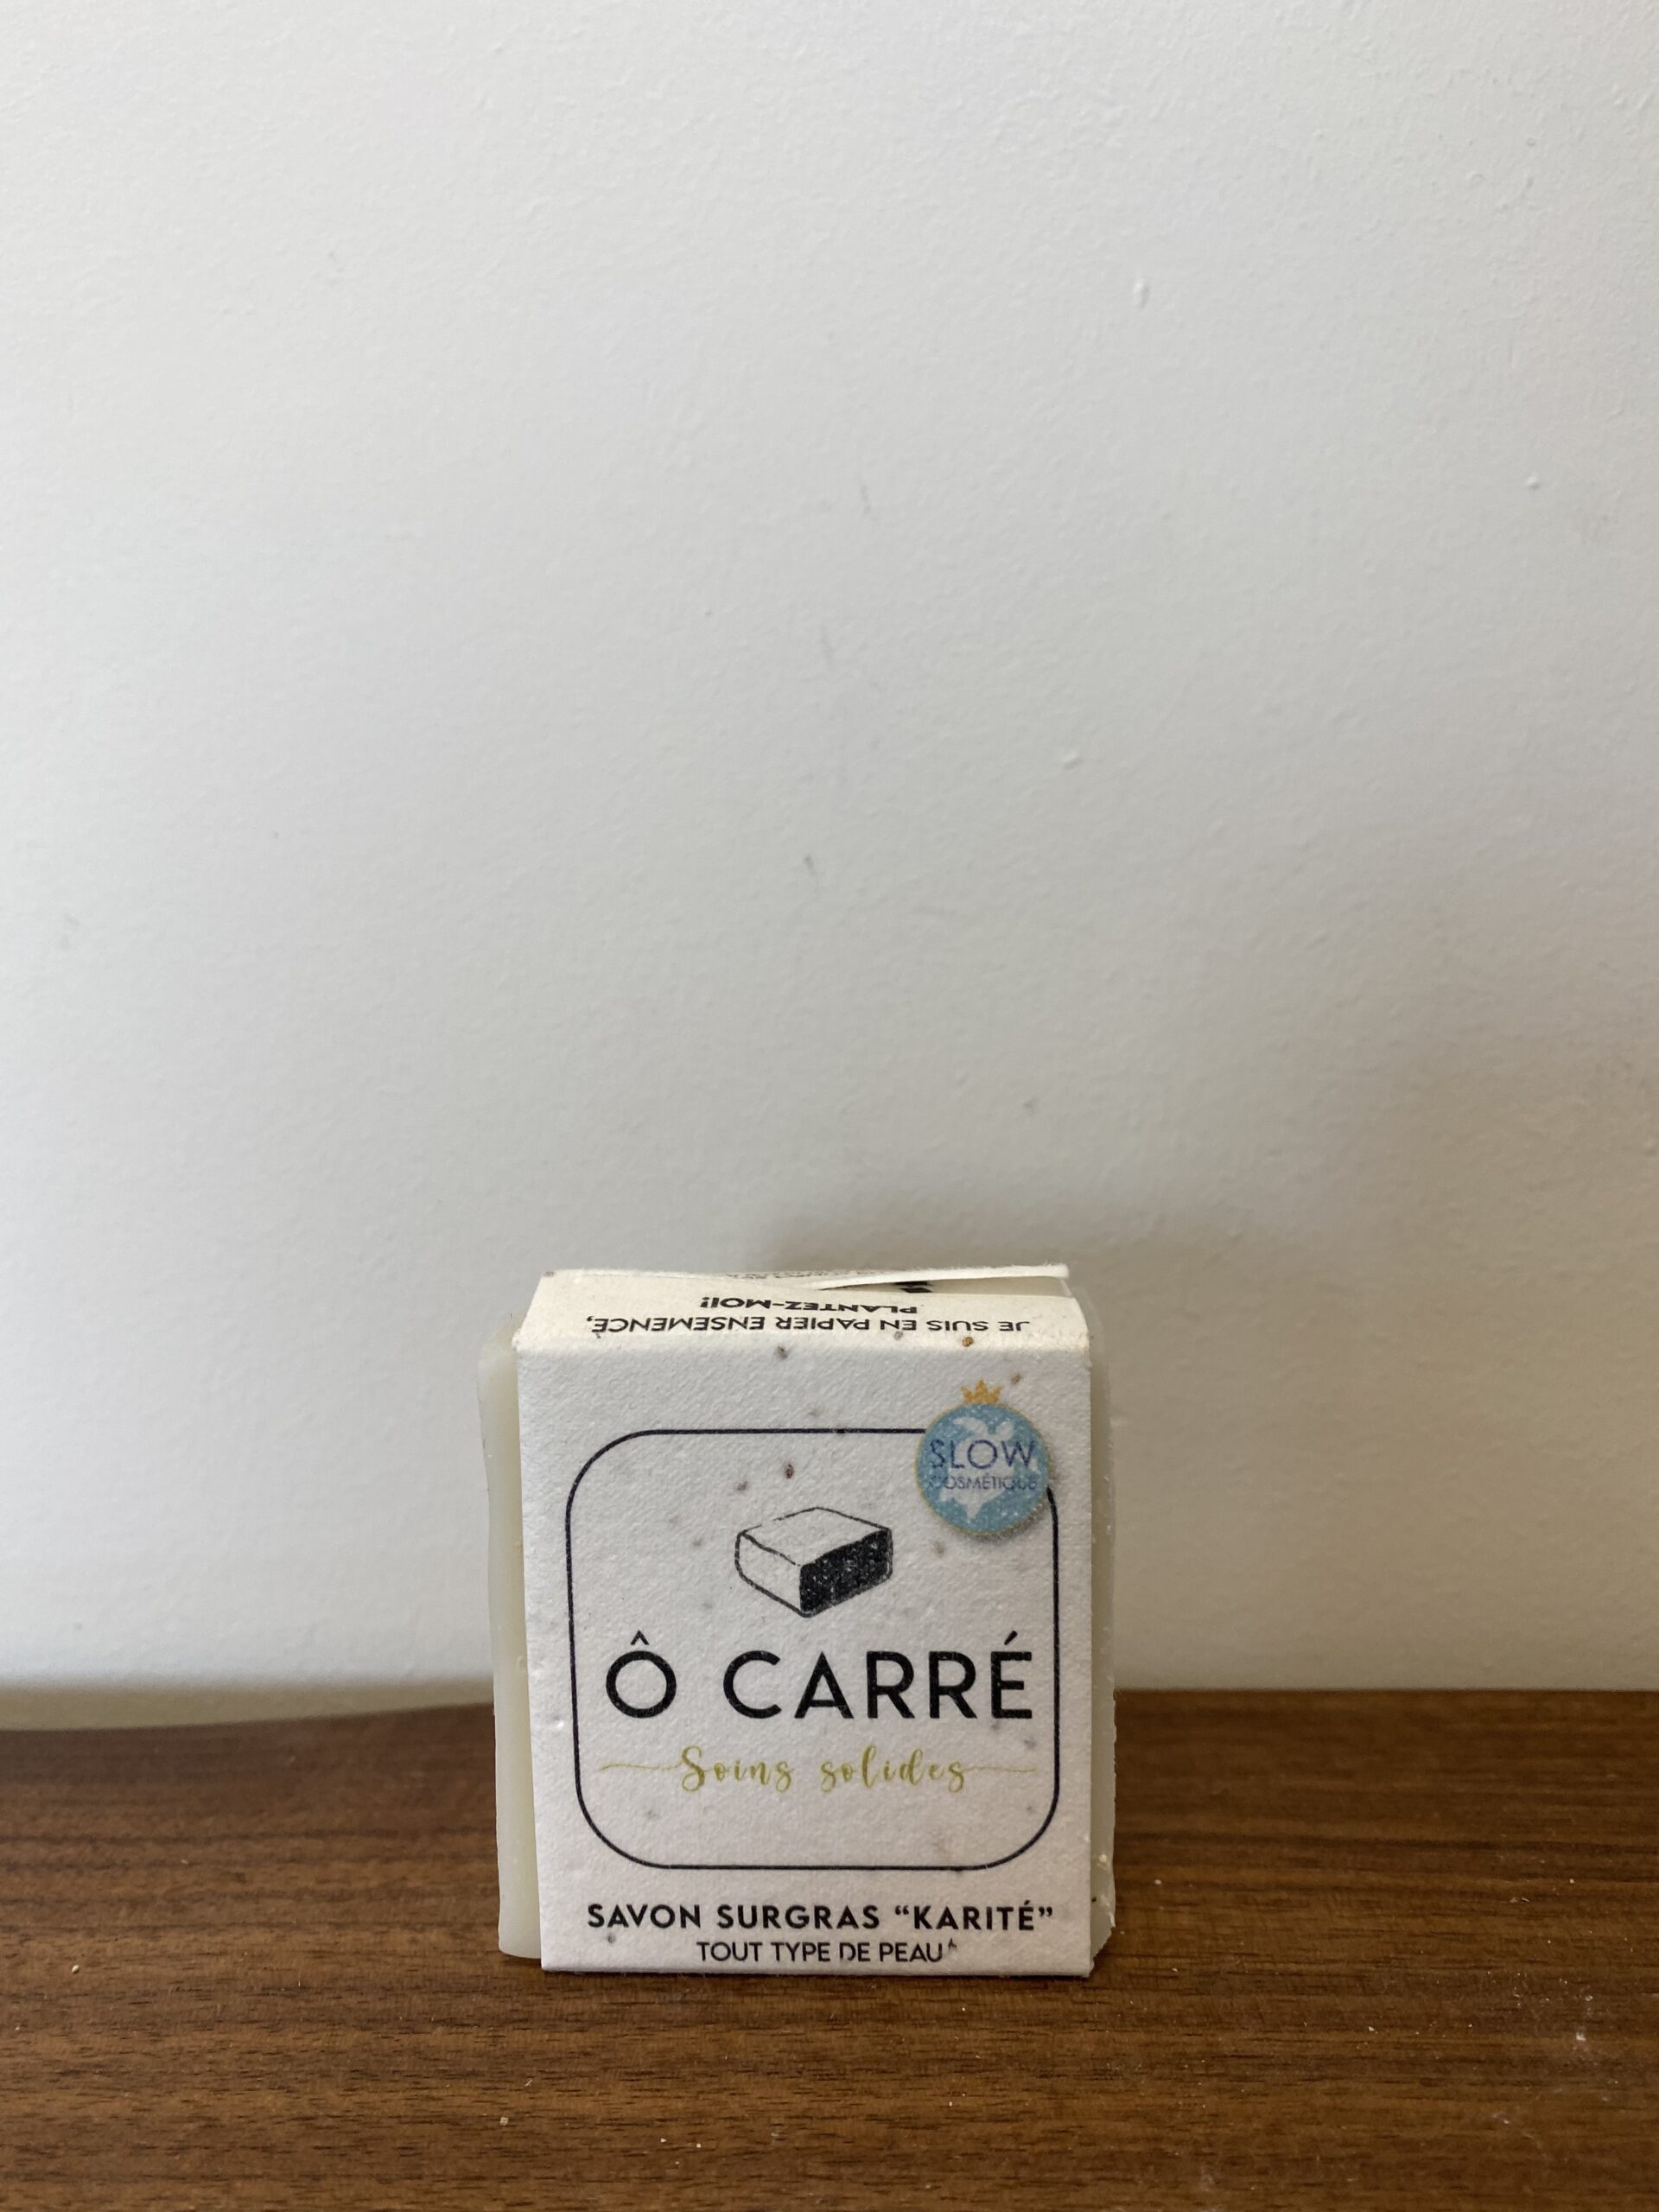 JE SUIS EN PAPIER ENSEMENCÉ,
PLANTEZ-MOI!
SLOW
COSMÉTIQUE
Ô CARRÉ
Soins solides
SAVON SURGRAS “KARITÉ”
TOUT TYPE DE PEAU